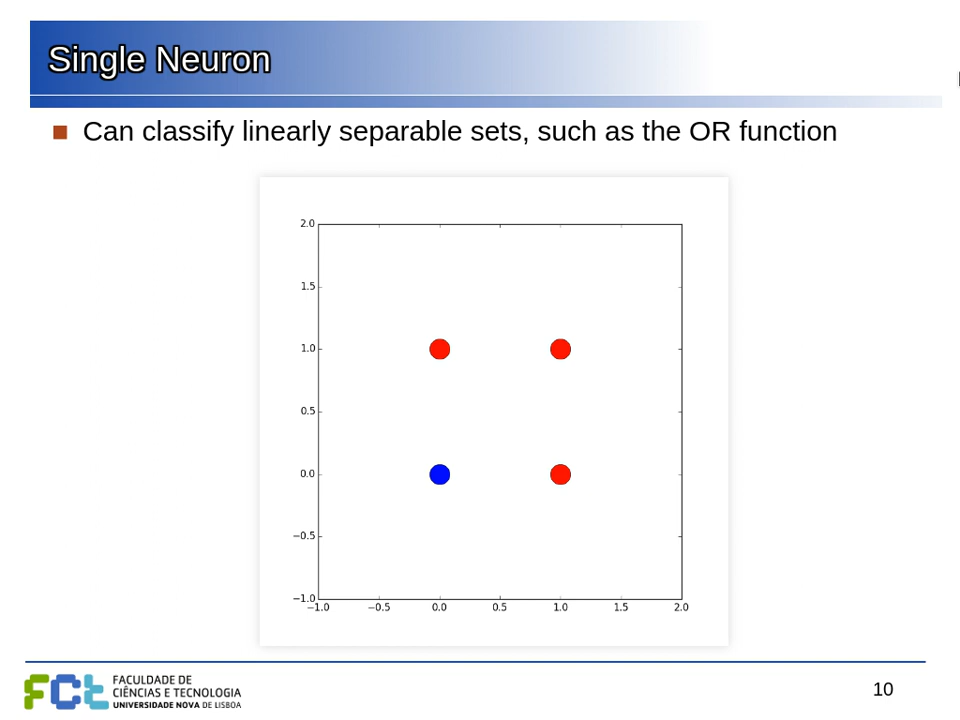 Single Neuron
Can classify linearly separable sets, such as the OR function
2.0
1.5
1.0
0.5
0.0
−0.5
−1.0
−1.0 −0.5 0.0 0.5 1.0 1.5 2.0
FCt
FACULDADE DE
CIÊNCIAS E TECNOLOGIA
UNIVERSIDADE NOVA DE LISBOA
10